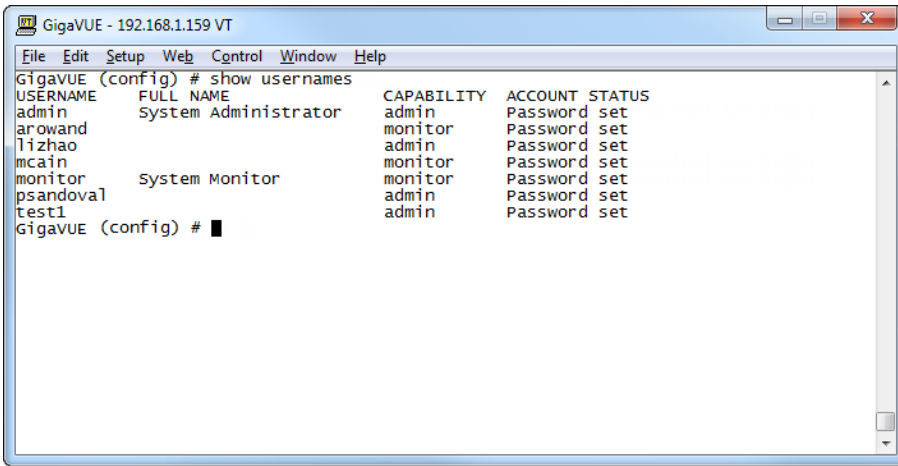 GigaVUE - 192.168.1.159 VT
File Edit Setup Web Control Window Help
GigaVUE (config) # show usernames
USERNAME FULL NAME CAPABILITY ACCOUNT STATUS
admin System Administrator admin Password set
arowand monitor Password set
lizhao admin Password set
mcain monitor Password set
monitor System Monitor monitor Password set
psandoval admin Password set
test1 admin Password set
GigaVUE (config) #